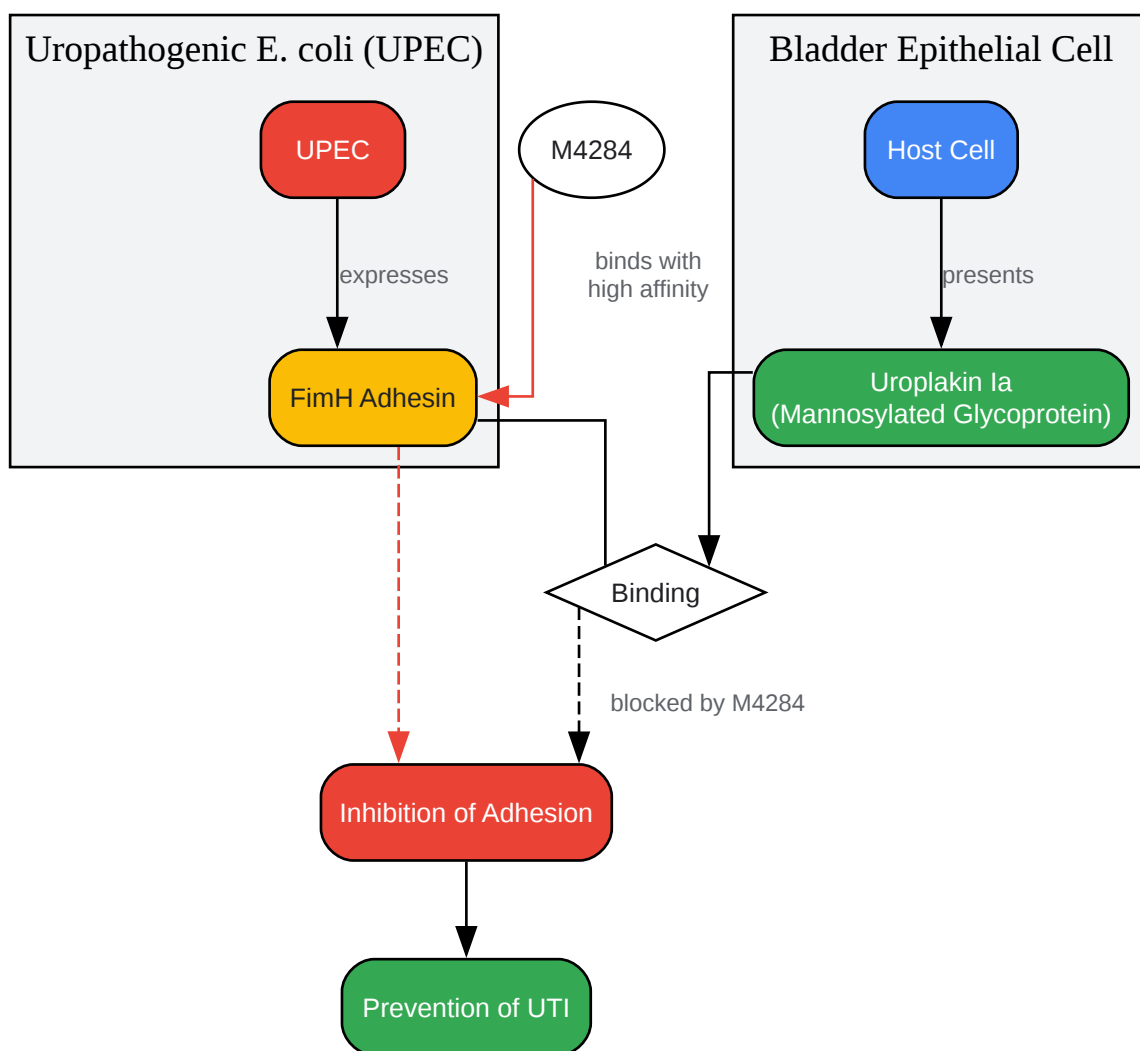 Uropathogenic E. coli (UPEC)
Bladder Epithelial Cell
UPEC
M4284
Host Cell
expresses
binds with
high affinity
presents
FimH Adhesin
Uroplakin Ia
(Mannosylated Glycoprotein)
Binding
blocked by M4284
Inhibition of Adhesion
Prevention of UTI